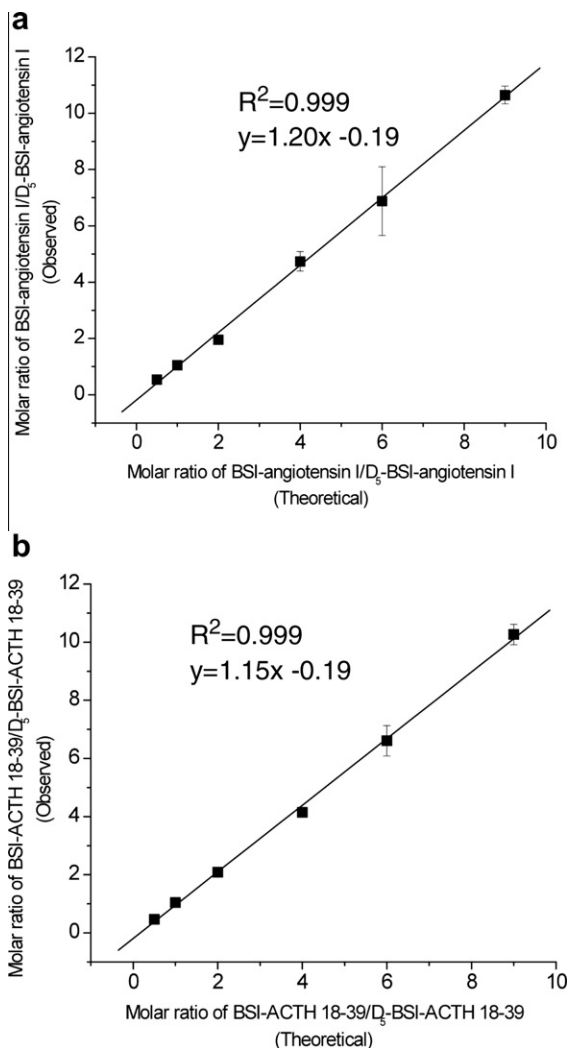 a
Molar ratio of BSI-angiotensin I/D5-BSI-angiotensin I
(Observed)
12
10
8
6
4
2
0
R2=0.999
y=1.20x -0.19
0 2 4 6 8 10
Molar ratio of BSI-angiotensin I/D5-BSI-angiotensin I
(Theoretical)
b
Molar ratio of BSI-ACTH 18-39/D5-BSI-ACTH 18-39
(Observed)
12
10
8
6
4
2
0
R2=0.999
y=1.15x -0.19
0 2 4 6 8 10
Molar ratio of BSI-ACTH 18-39/D5-BSI-ACTH 18-39
(Theoretical)